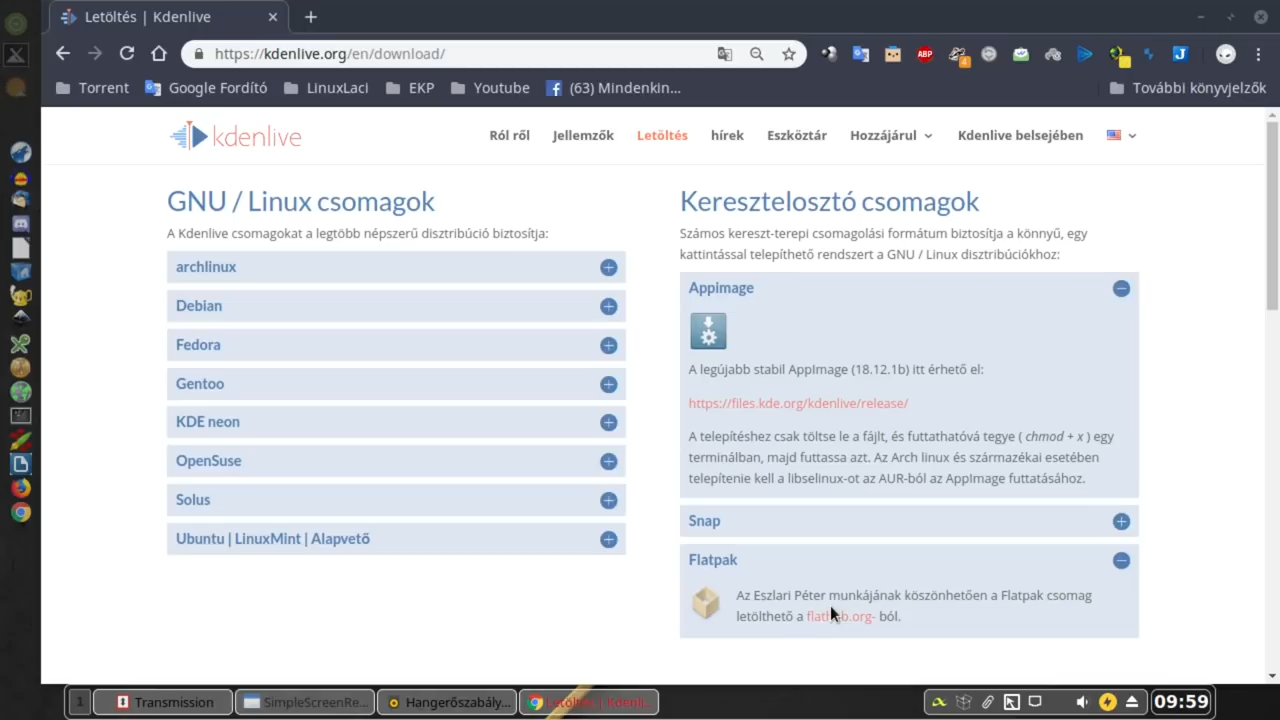 Letöltés | Kdenlive
https://kdenlive.org/en/download/
ABP
4
J
Torrent
Google Fordító
LinuxLaci
EKP
Youtube
(63) Mindenkin...
További könyvjelzők
kdenlive
Ról ről
Jellemzők
Letöltés
hírek
Eszköztár
Hozzájárul
Kdenlive belsejében
GNU / Linux csomagok
A Kdenlive csomagokat a legtöbb népszerű disztribúció biztosítja:
archlinux
Debian
Fedora
Gentoo
KDE neon
OpenSuse
Solus
Ubuntu | LinuxMint | Alapvető
Keresztelosztó csomagok
Számos kereszt-terepi csomagolási formátum biztosítja a könnyű, egy
kattintással telepíthető rendszert a GNU / Linux disztribúciókhoz:
Appimage
A legújabb stabil AppImage (18.12.1b) itt érhető el:
https://files.kde.org/kdenlive/release/
A telepítéshez csak töltse le a fájlt, és futtathatóvá tegye ( chmod + x ) egy
terminálban, majd futtassa azt. Az Arch linux és származékai esetében
telepítenie kell a libselinux-ot az AUR-ból az AppImage futtatásához.
Snap
Flatpak
Az Eszlari Péter munkájának köszönhetően a Flatpak csomag
letölthető a flathub.org- ból.
1
Transmission
SimpleScreenRe...
Hangerőszabály...
Letöltés | Kdenli...
09:59